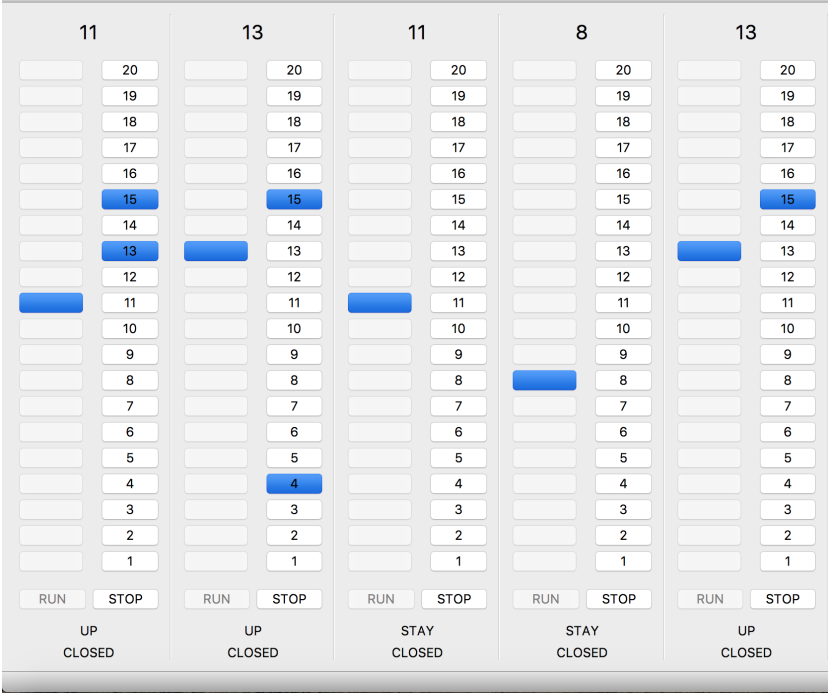 11 13 11 8 13
20 20 20 20 20
19 19 19 19 19
18 18 18 18 18
17 17 17 17 17
16 16 16 16 16
15 15 15 15 15
14 14 14 14 14
13 13 13 13 13
12 12 12 12 12
11 11 11 11 11
10 10 10 10 10
9 9 9 9 9
8 8 8 8 8
7 7 7 7 7
6 6 6 6 6
5 5 5 5 5
4 4 4 4 4
3 3 3 3 3
2 2 2 2 2
1 1 1 1 1
RUN STOP RUN STOP RUN STOP RUN STOP RUN STOP
UP UP STAY STAY UP
CLOSED CLOSED CLOSED CLOSED CLOSED